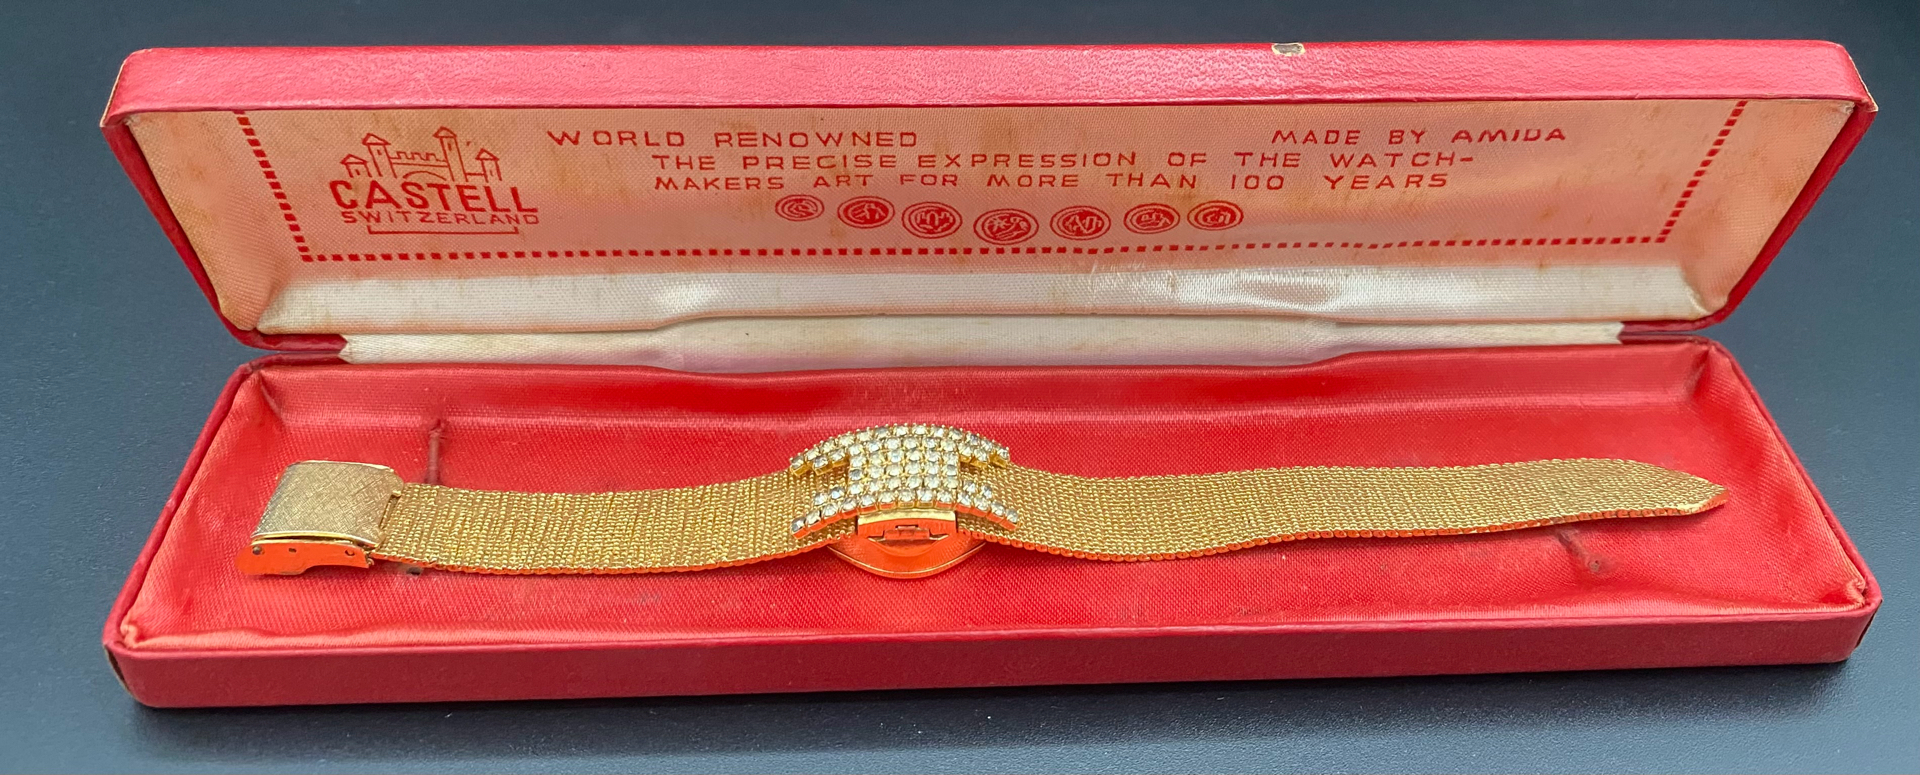 CASTELL
SWITZERLAND
WORLD RENOWNED MADE BY AMIDA
THE PRECISE EXPRESSION OF THE WATCH-
MAKERS ART FOR MORE THAN 100 YEARS